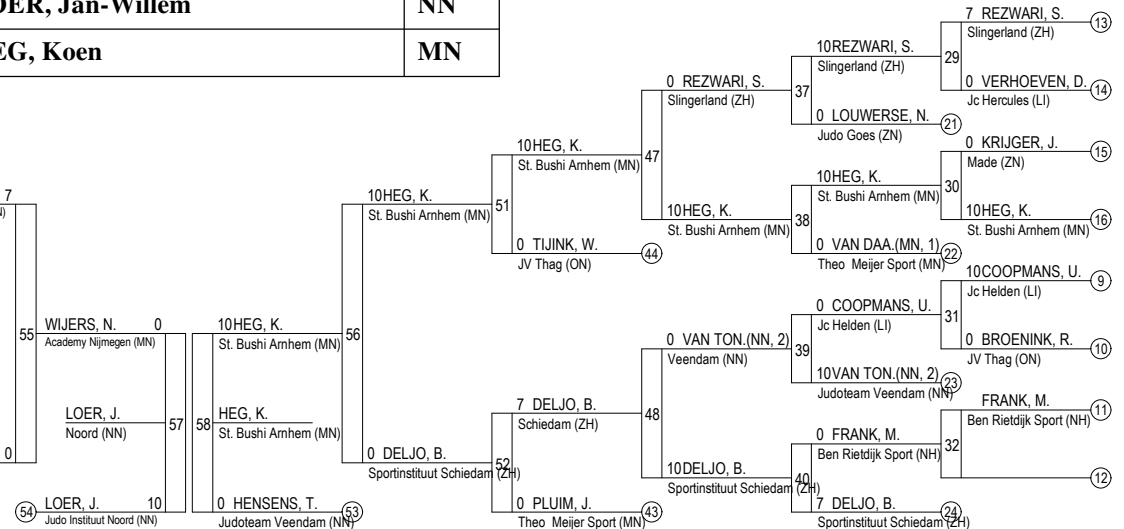 OER, Jan-Willem NN
EG, Koen MN
7 REZWARI, S. 13
Slingerland (ZH)
29
0 VERHOEVEN, D. 14
Jc Hercules (LI)
10REZWARI, S.
Slingerland (ZH)
37
0 LOUWERSE, N. 21
Judo Goes (ZN)
0 REZWARI, S.
Slingerland (ZH)
47
0 KRIJGER, J. 15
Made (ZN)
30
10HEG, K. 16
St. Bushi Arnhem (MN)
10HEG, K.
St. Bushi Arnhem (MN)
38
0 VAN DAA.(MN, 1) 22
Theo Meijer Sport (MN)
10HEG, K.
St. Bushi Arnhem (MN)
10HEG, K.
St. Bushi Arnhem (MN)
51
0 TIJINK, W. 44
JV Thag (ON)
10HEG, K.
St. Bushi Arnhem (MN)
56
10COOPMANS, U. 9
Jc Helden (LI)
31
0 BROENINK, R. 10
JV Thag (ON)
0 COOPMANS, U.
Jc Helden (LI)
39
10VAN TON.(NN, 2) 23
Judoteam Veendam (NN)
0 VAN TON.(NN, 2)
Veendam (NN)
48
FRANK, M. 11
Ben Rietdijk Sport (NH)
32
12
0 FRANK, M.
Ben Rietdijk Sport (NH)
40
7 DELJO, B. 24
Sportinstituut Schiedam (ZH)
10DELJO, B.
Sportinstituut Schiedam (ZH)
7 DELJO, B.
Schiedam (ZH)
52
0 PLUIM, J. 43
Theo Meijer Sport (MN)
0 DELJO, B.
Sportinstituut Schiedam (ZH)
10HEG, K.
St. Bushi Arnhem (MN)
58
HEG, K.
St. Bushi Arnhem (MN)
0 HENSENS, T. 53
Judoteam Veendam (NN)
7
55
0
WIJERS, N. 0
Academy Nijmegen (MN)
57
LOER, J.
Noord (NN)
54 LOER, J. 10
Judo Instituut Noord (NN)